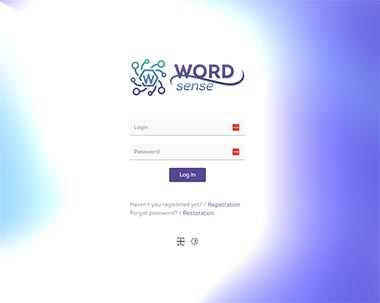 W
WORD
sense
Login
Password
Log in
Haven't you registered yet? / Registration
Forgot password? / Restoration